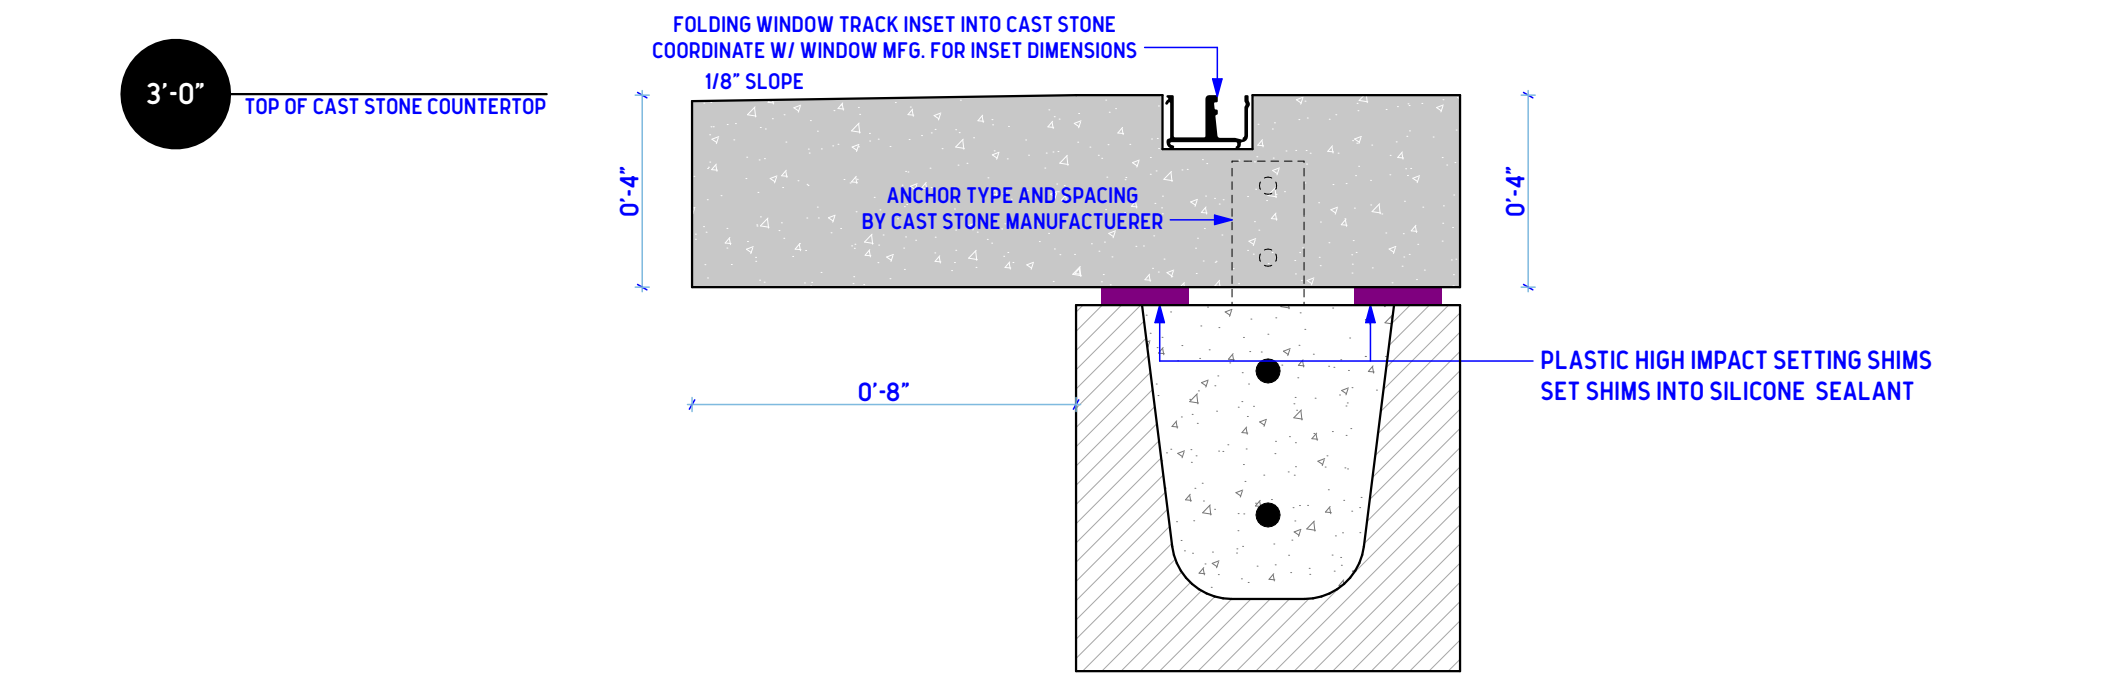 FOLDING WINDOW TRACK INSET INTO CAST STONE
COORDINATE W/ WINDOW MFG. FOR INSET DIMENSIONS
1/8" SLOPE
3'-0"
TOP OF CAST STONE COUNTERTOP
0'-4"
ANCHOR TYPE AND SPACING
BY CAST STONE MANUFACTUERER
0'-4"
0'-8"
PLASTIC HIGH IMPACT SETTING SHIMS
SET SHIMS INTO SILICONE SEALANT